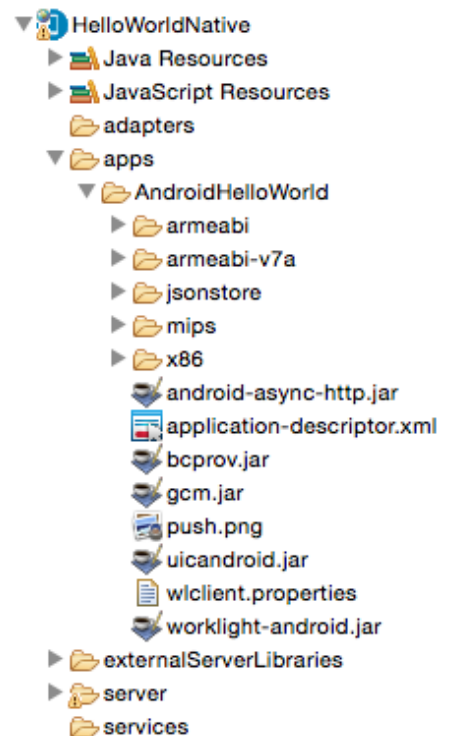 HelloWorldNative
Java Resources
JavaScript Resources
adapters
apps
AndroidHelloWorld
armeabi
armeabi-v7a
jsonstore
mips
x86
android-async-http.jar
application-descriptor.xml
bcprov.jar
gcm.jar
push.png
uicandroid.jar
wlclient.properties
worklight-android.jar
externalServerLibraries
server
services